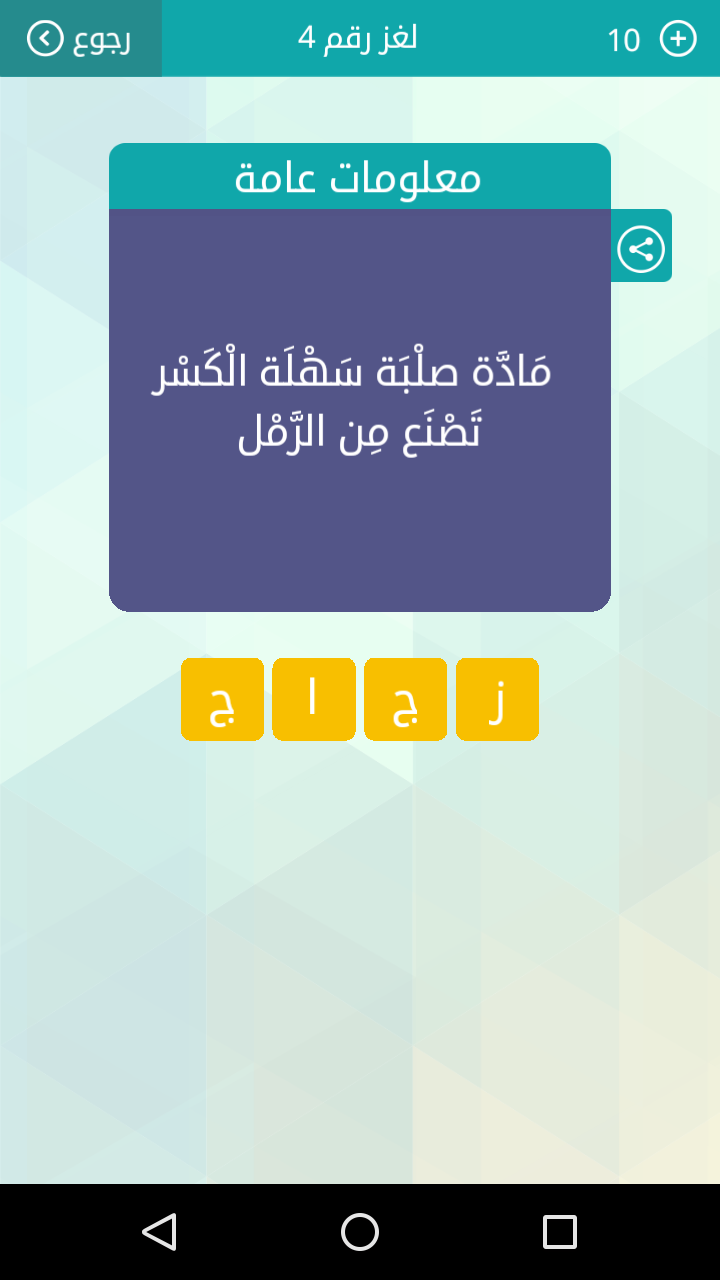 رجوع
لغز رقم 4
10
معلومات عامة
مَادَّة صلْبَة سَهْلَة الْكَسْر
تَصْنَع مِن الرَّمْل
ز ج ا ج